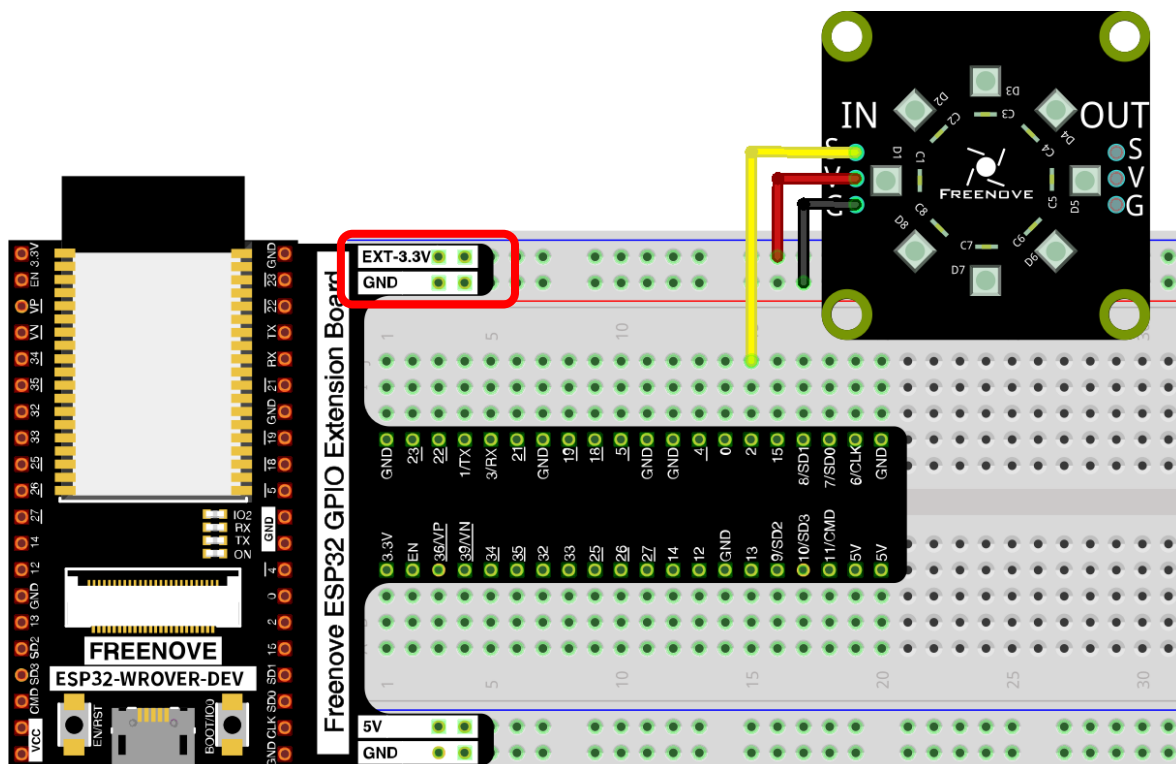 IN
OUT
S
V
G
S
V
G
D1
D2
D3
D4
D5
D6
D7
D8
C1
C2
C3
C4
C5
C6
C7
C8
FREENOVE
EXT-3.3V
GND
5V
GND
Freenove ESP32 GPIO Extension Board
3.3V
EN
VP
VN
34
35
32
33
25
26
27
14
12
GND
13
SD2
SD3
CMD
VCC
GND
23
22
TX
RX
21
GND
19
18
5
GND
4
0
2
15
SD1
SD0
CLK
GND
IO2
RX
TX
ON
FREENOVE
ESP32-WROVER-DEV
EN/RST
BOOT/IO0
1
5
10
30
GND
23
22
1/TX
3/RX
21
GND
19
18
5
GND
GND
4
0
2
15
8/SD1
7/SD0
6/CLK
GND
3.3V
EN
36/VP
39/VN
34
35
32
33
25
26
27
14
12
GND
13
9/SD2
10/SD3
11/CMD
5V
5V
1
5
10
15
20
25
30